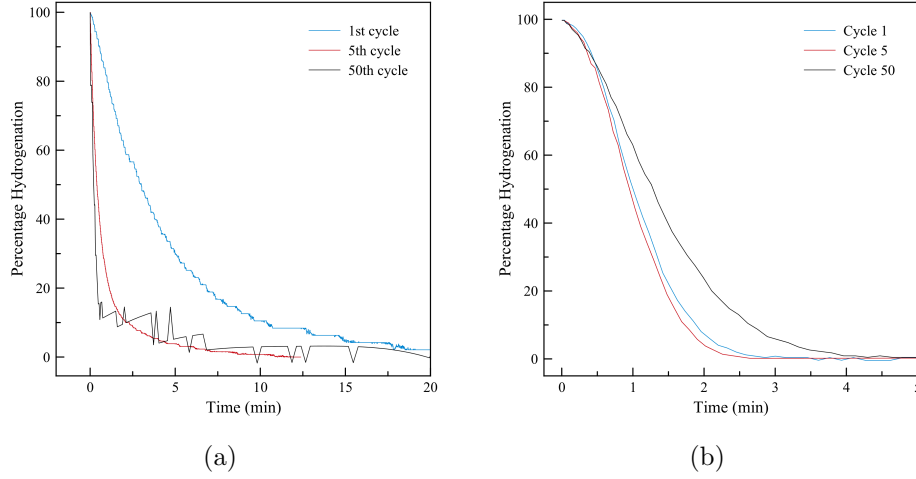 Percentage Hydrogenation
100
80
60
40
20
0
0
5
10
15
20
Time (min)
1st cycle
5th cycle
50th cycle
(a)
Percentage Hydrogenation
100
80
60
40
20
0
0
1
2
3
4
5
Time (min)
Cycle 1
Cycle 5
Cycle 50
(b)